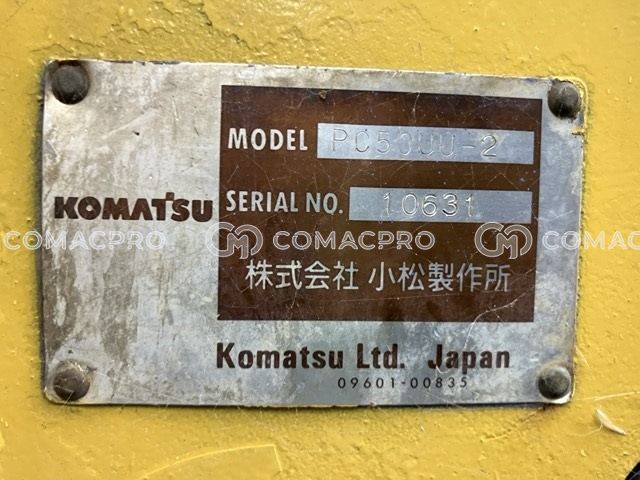 MODEL PC50UU-2
KOMATSU
SERIAL NO. 10631
COMACPRO COMACPRO COMACPRO
株式会社 小松製作所
Komatsu Ltd. Japan
09601-00835